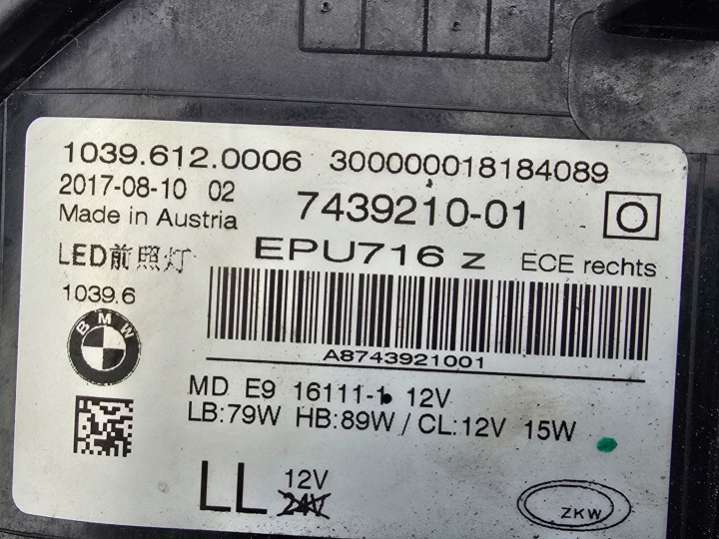 1039.612.0006 300000018184089
2017-08-10 02 7439210-01 O
Made in Austria
LED前照灯 EPU716 z ECE rechts
1039.6
BMW
A8743921001
MD E9 16111-1 12V
LB:79W HB:89W / CL:12V 15W
LL 12V
24V
ZKW